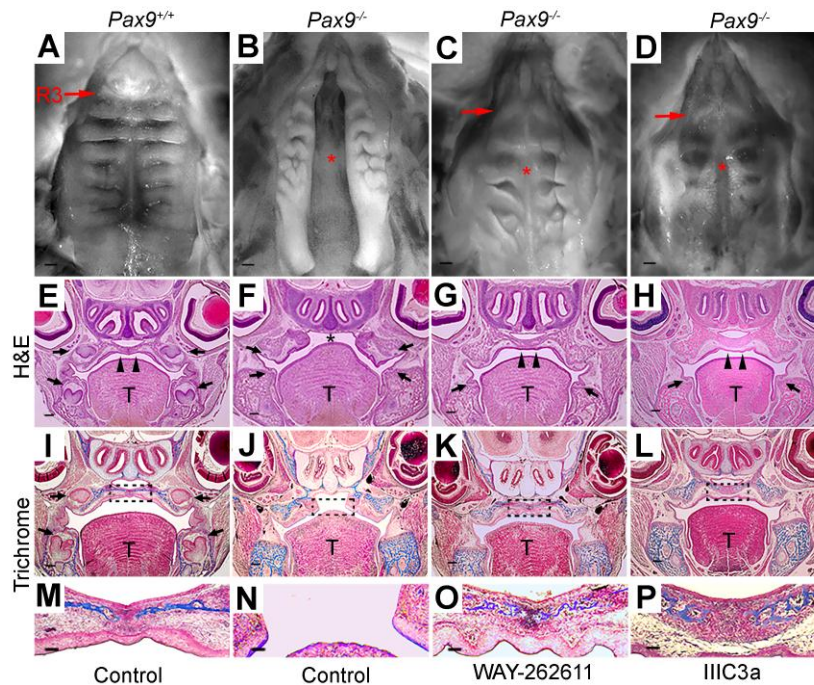 Pax9+/+ Pax9-/- Pax9-/- Pax9-/-
A B C D
R3
* * *
E F G H
H&E
*
T T T T
I J K L
Trichrome
T T T
M N O P
Control Control WAY-262611 IIIC3a